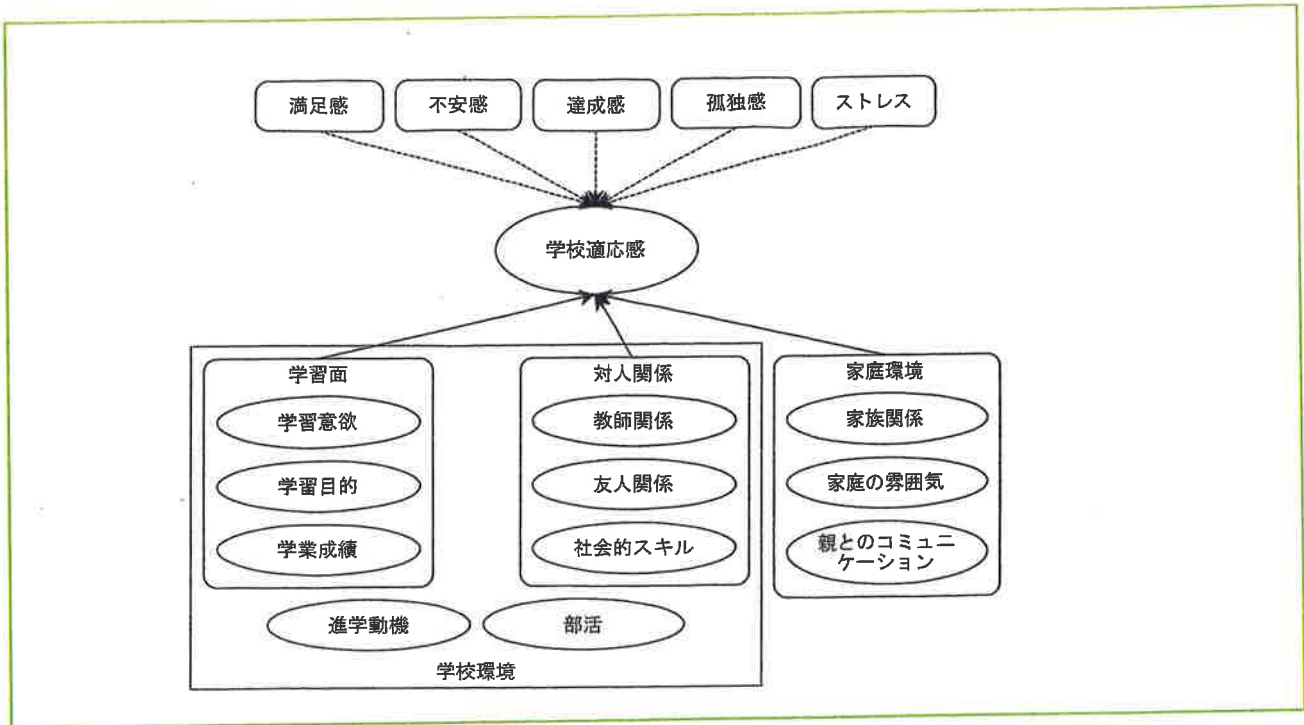 満足感
不安感
達成感
孤独感
ストレス
学校適応感
学習面
学習意欲
学習目的
学業成績
対人関係
教師関係
友人関係
社会的スキル
家庭環境
家族関係
家庭の雰囲気
親とのコミュニ
ケーション
進学動機
部活
学校環境